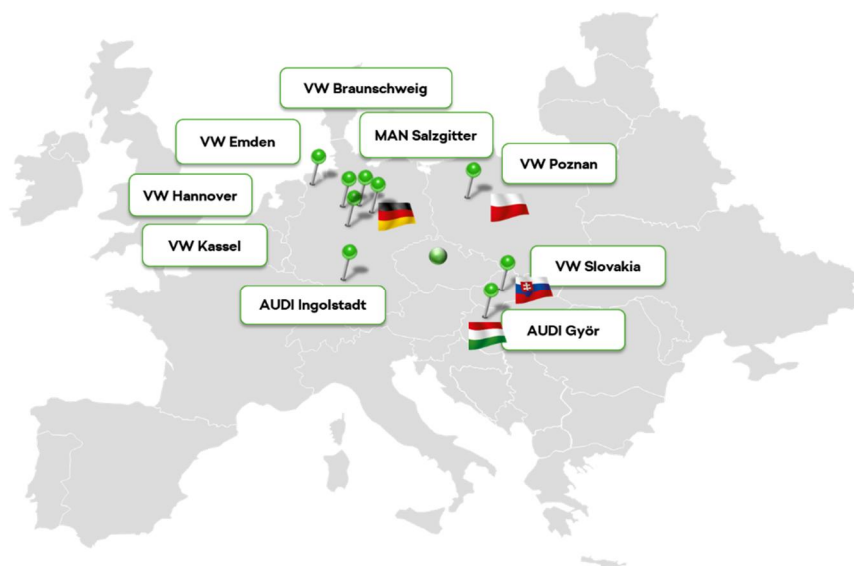 VW Braunschweig
VW Emden
MAN Salzgitter
VW Poznan
VW Hannover
VW Kassel
VW Slovakia
AUDI Ingolstadt
AUDI Györ